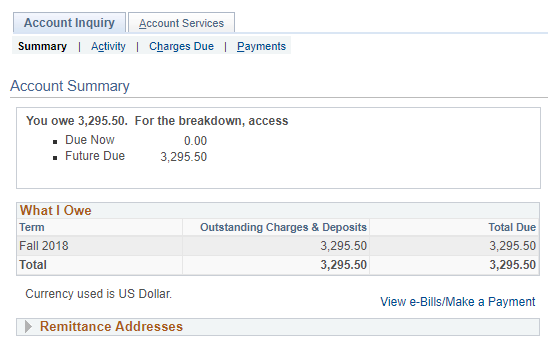 Account Inquiry Account Services
Summary | Activity | Charges Due | Payments
Account Summary
You owe 3,295.50. For the breakdown, access
Due Now 0.00
Future Due 3,295.50
What I Owe
Term Outstanding Charges & Deposits Total Due
Fall 2018 3,295.50 3,295.50
Total 3,295.50 3,295.50
Currency used is US Dollar.
View e-Bills/Make a Payment
Remittance Addresses